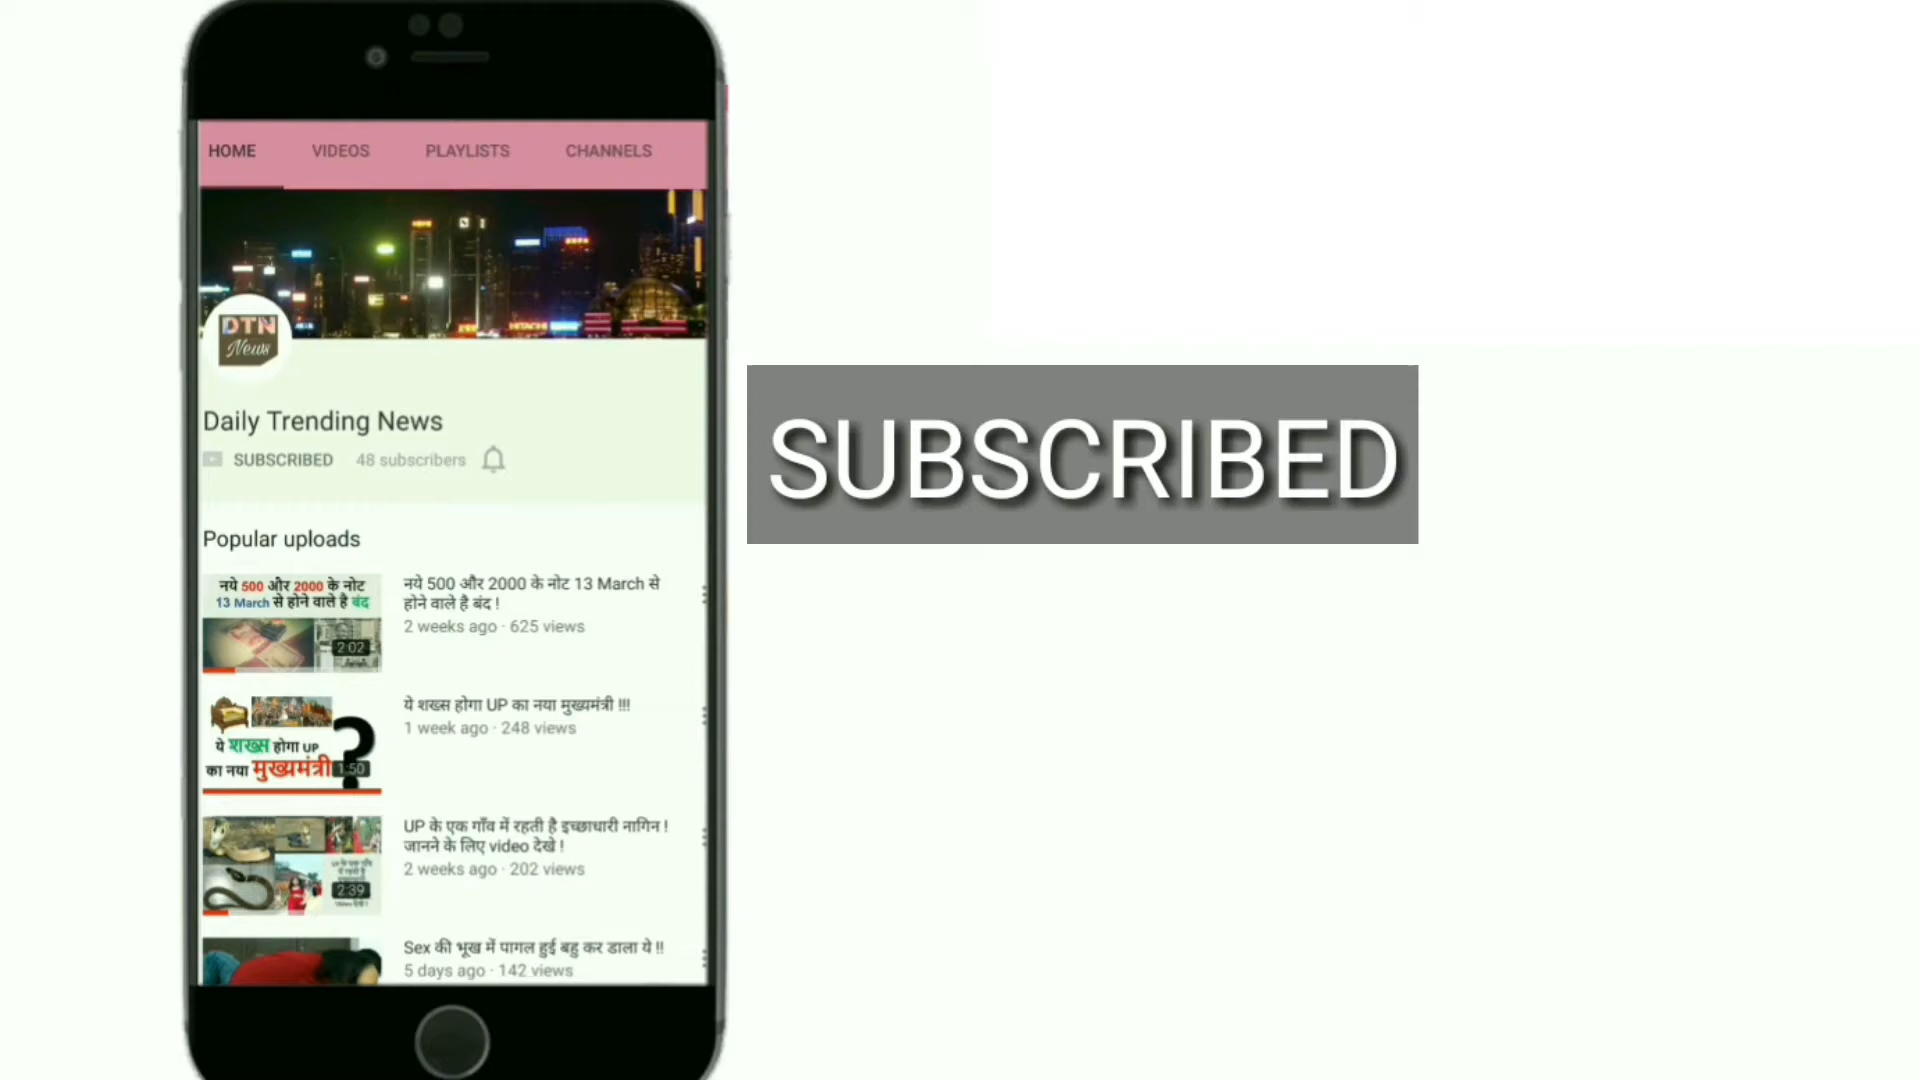 HOME VIDEOS PLAYLISTS CHANNELS
HITACHI
DTN
News
Daily Trending News
SUBSCRIBED 48 subscribers
SUBSCRIBED
Popular uploads
नये 500 और 2000 के नोट
13 March से होने वाले है बंद
2:02
नये 500 और 2000 के नोट 13 March से
होने वाले है बंद !
2 weeks ago · 625 views
ये शख्स होगा UP
का नया मुख्यमंत्री ?
1:50
ये शख्स होगा UP का नया मुख्यमंत्री !!!
1 week ago · 248 views
2:39
UP के एक गाँव में रहती है इच्छाधारी नागिन !
जानने के लिए video देखे !
2 weeks ago · 202 views
Sex की भूख में पागल हुई बहु कर डाला ये !!
5 days ago · 142 views